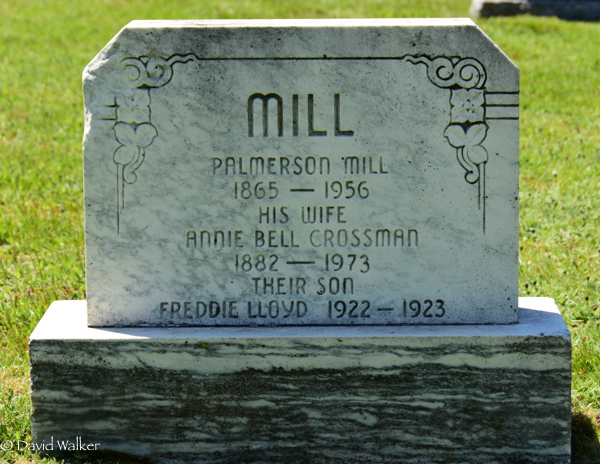 MILL
PALMERSON MILL
1865 — 1956
HIS WIFE
ANNIE BELL CROSSMAN
1882 — 1973
THEIR SON
FREDDIE LLOYD 1922 — 1923
© David Walker